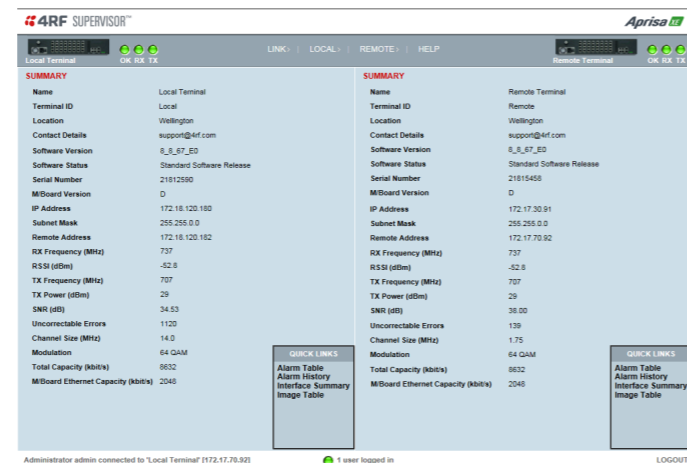 4RF SUPERVISOR™
Aprisa XE
Local Terminal OK RX TX
LINK> | LOCAL> | REMOTE> | HELP
Remote Terminal OK RX TX
SUMMARY
Name Local Terminal
Terminal ID Local
Location Wellington
Contact Details support@4rf.com
Software Version 8_8_67_E0
Software Status Standard Software Release
Serial Number 21812590
M/Board Version D
IP Address 172.18.120.180
Subnet Mask 255.255.0.0
Remote Address 172.18.120.182
RX Frequency (MHz) 737
RSSI (dBm) -52.8
TX Frequency (MHz) 707
TX Power (dBm) 29
SNR (dB) 34.53
Uncorrectable Errors 1120
Channel Size (MHz) 14.0
Modulation 64 QAM
Total Capacity (kbit/s) 8632
M/Board Ethernet Capacity (kbit/s) 2048
QUICK LINKS
Alarm Table
Alarm History
Interface Summary
Image Table
SUMMARY
Name Remote Terminal
Terminal ID Remote
Location Wellington
Contact Details support@4rf.com
Software Version 8_8_67_E0
Software Status Standard Software Release
Serial Number 21815458
M/Board Version D
IP Address 172.17.30.91
Subnet Mask 255.255.0.0
Remote Address 172.17.70.92
RX Frequency (MHz) 737
RSSI (dBm) -52.8
TX Frequency (MHz) 707
TX Power (dBm) 29
SNR (dB) 38.00
Uncorrectable Errors 139
Channel Size (MHz) 1.75
Modulation 64 QAM
Total Capacity (kbit/s) 8632
M/Board Ethernet Capacity (kbit/s) 2048
QUICK LINKS
Alarm Table
Alarm History
Interface Summary
Image Table
Administrator admin connected to 'Local Terminal' [172.17.70.92]
1 user logged in
LOGOUT